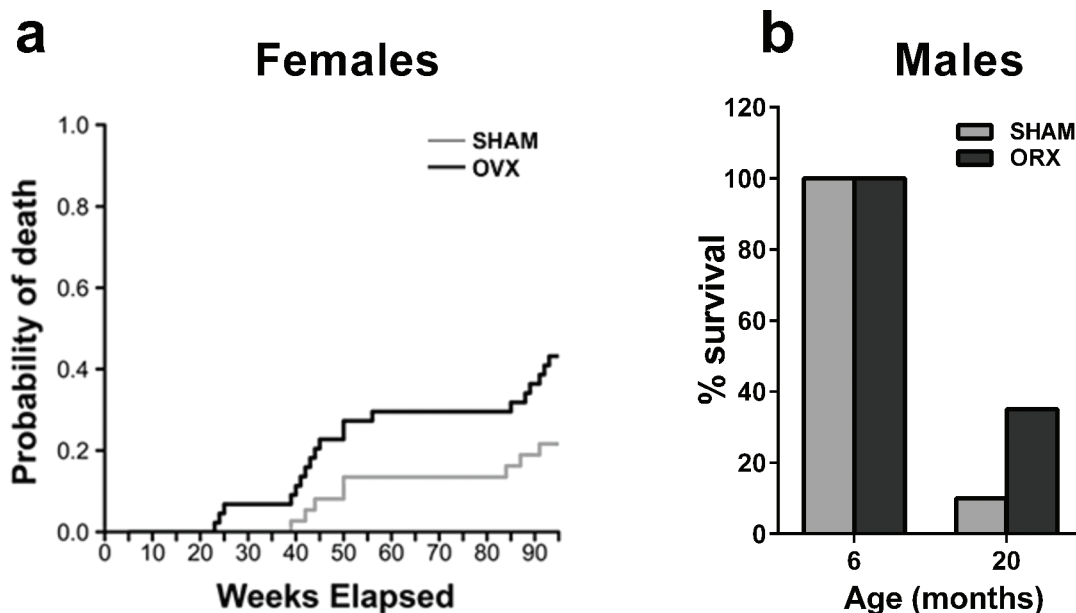 a
Females
1.0
0.8
0.6
0.4
0.2
0.0
Probability of death
SHAM
OVX
0 10 20 30 40 50 60 70 80 90
Weeks Elapsed
b
Males
120
100
80
60
40
20
0
% survival
SHAM
ORX
6 20
Age (months)